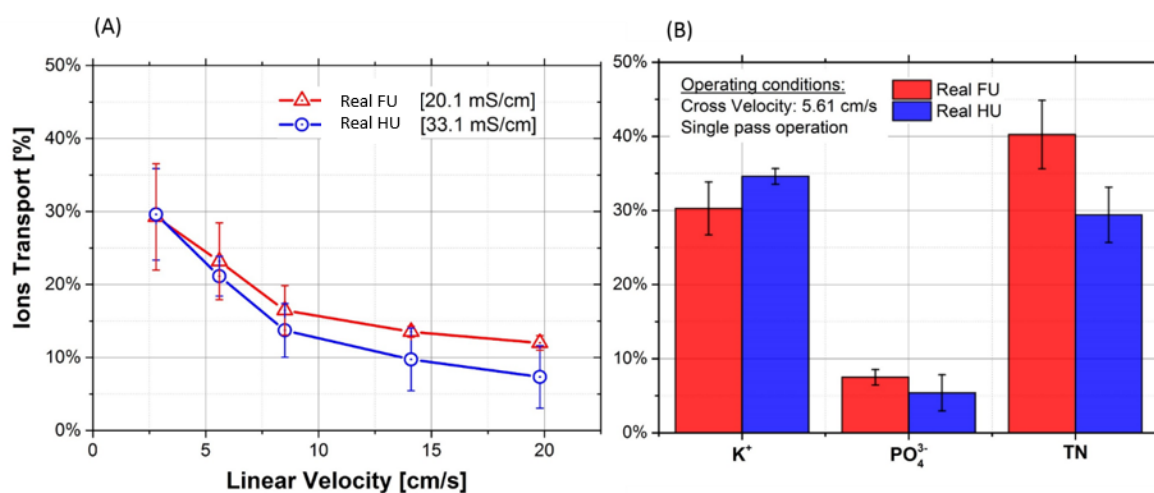 (A)
50%
40%
30%
20%
10%
0%
Ions Transport [%]
Real FU [20.1 mS/cm]
Real HU [33.1 mS/cm]
0 5 10 15 20
Linear Velocity [cm/s]
(B)
50%
40%
30%
20%
10%
0%
Operating conditions:
Cross Velocity: 5.61 cm/s
Single pass operation
Real FU
Real HU
K⁺ PO₄³⁻ TN